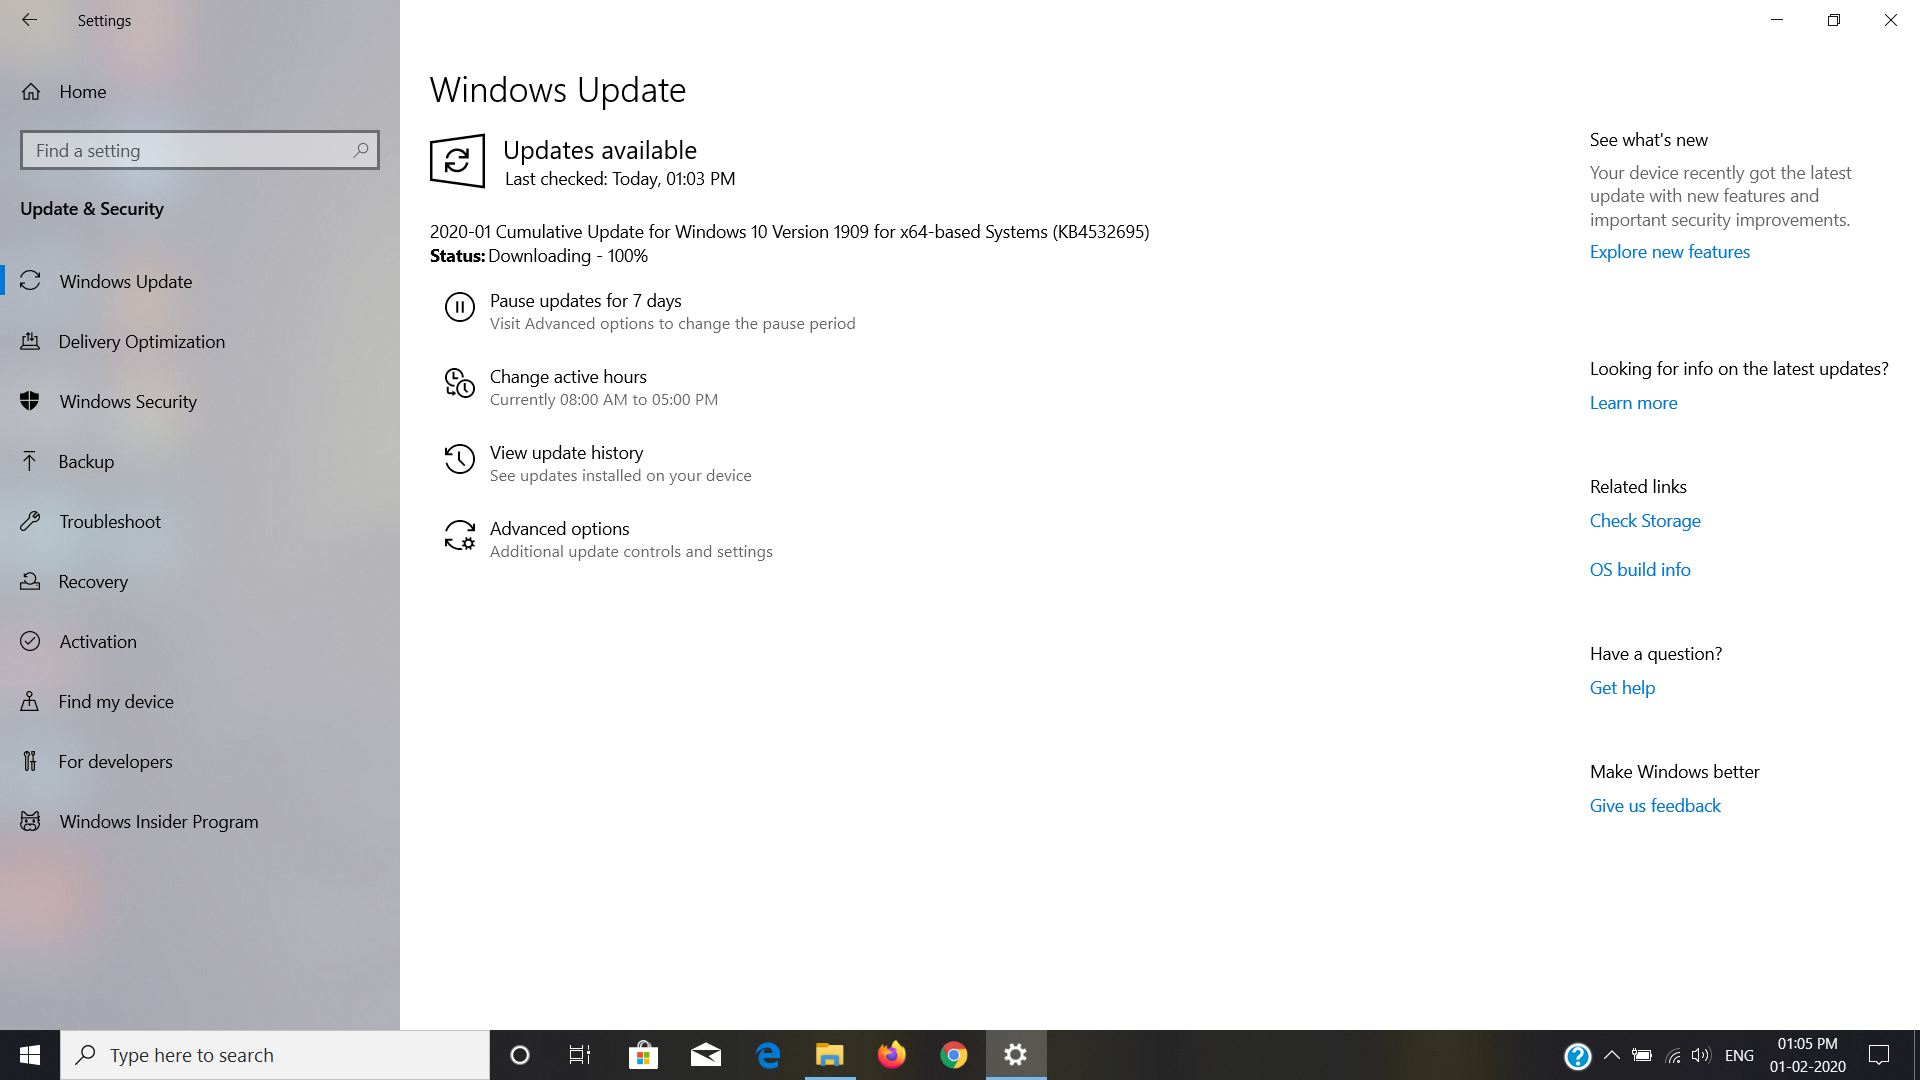 Settings
Home
Find a setting
Update & Security
Windows Update
Delivery Optimization
Windows Security
Backup
Troubleshoot
Recovery
Activation
Find my device
For developers
Windows Insider Program
Windows Update
Updates available
Last checked: Today, 01:03 PM
2020-01 Cumulative Update for Windows 10 Version 1909 for x64-based Systems (KB4532695)
Status: Downloading - 100%
Pause updates for 7 days
Visit Advanced options to change the pause period
Change active hours
Currently 08:00 AM to 05:00 PM
View update history
See updates installed on your device
Advanced options
Additional update controls and settings
See what's new
Your device recently got the latest
update with new features and
important security improvements.
Explore new features
Looking for info on the latest updates?
Learn more
Related links
Check Storage
OS build info
Have a question?
Get help
Make Windows better
Give us feedback
Type here to search
ENG
01:05 PM
01-02-2020